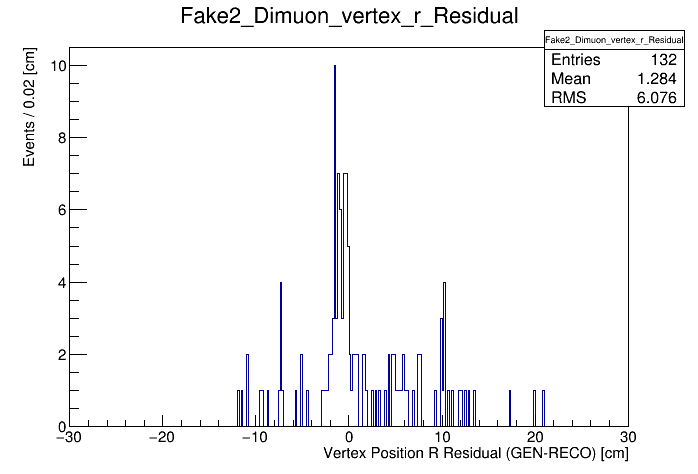 Fake2_Dimuon_vertex_r_Residual
Fake2_Dimuon_vertex_r_Residual
Entries 132
Mean 1.284
RMS 6.076
Events / 0.02 [cm]
10
8
6
4
2
0
−30 −20 −10 0 10 20 30
Vertex Position R Residual (GEN-RECO) [cm]